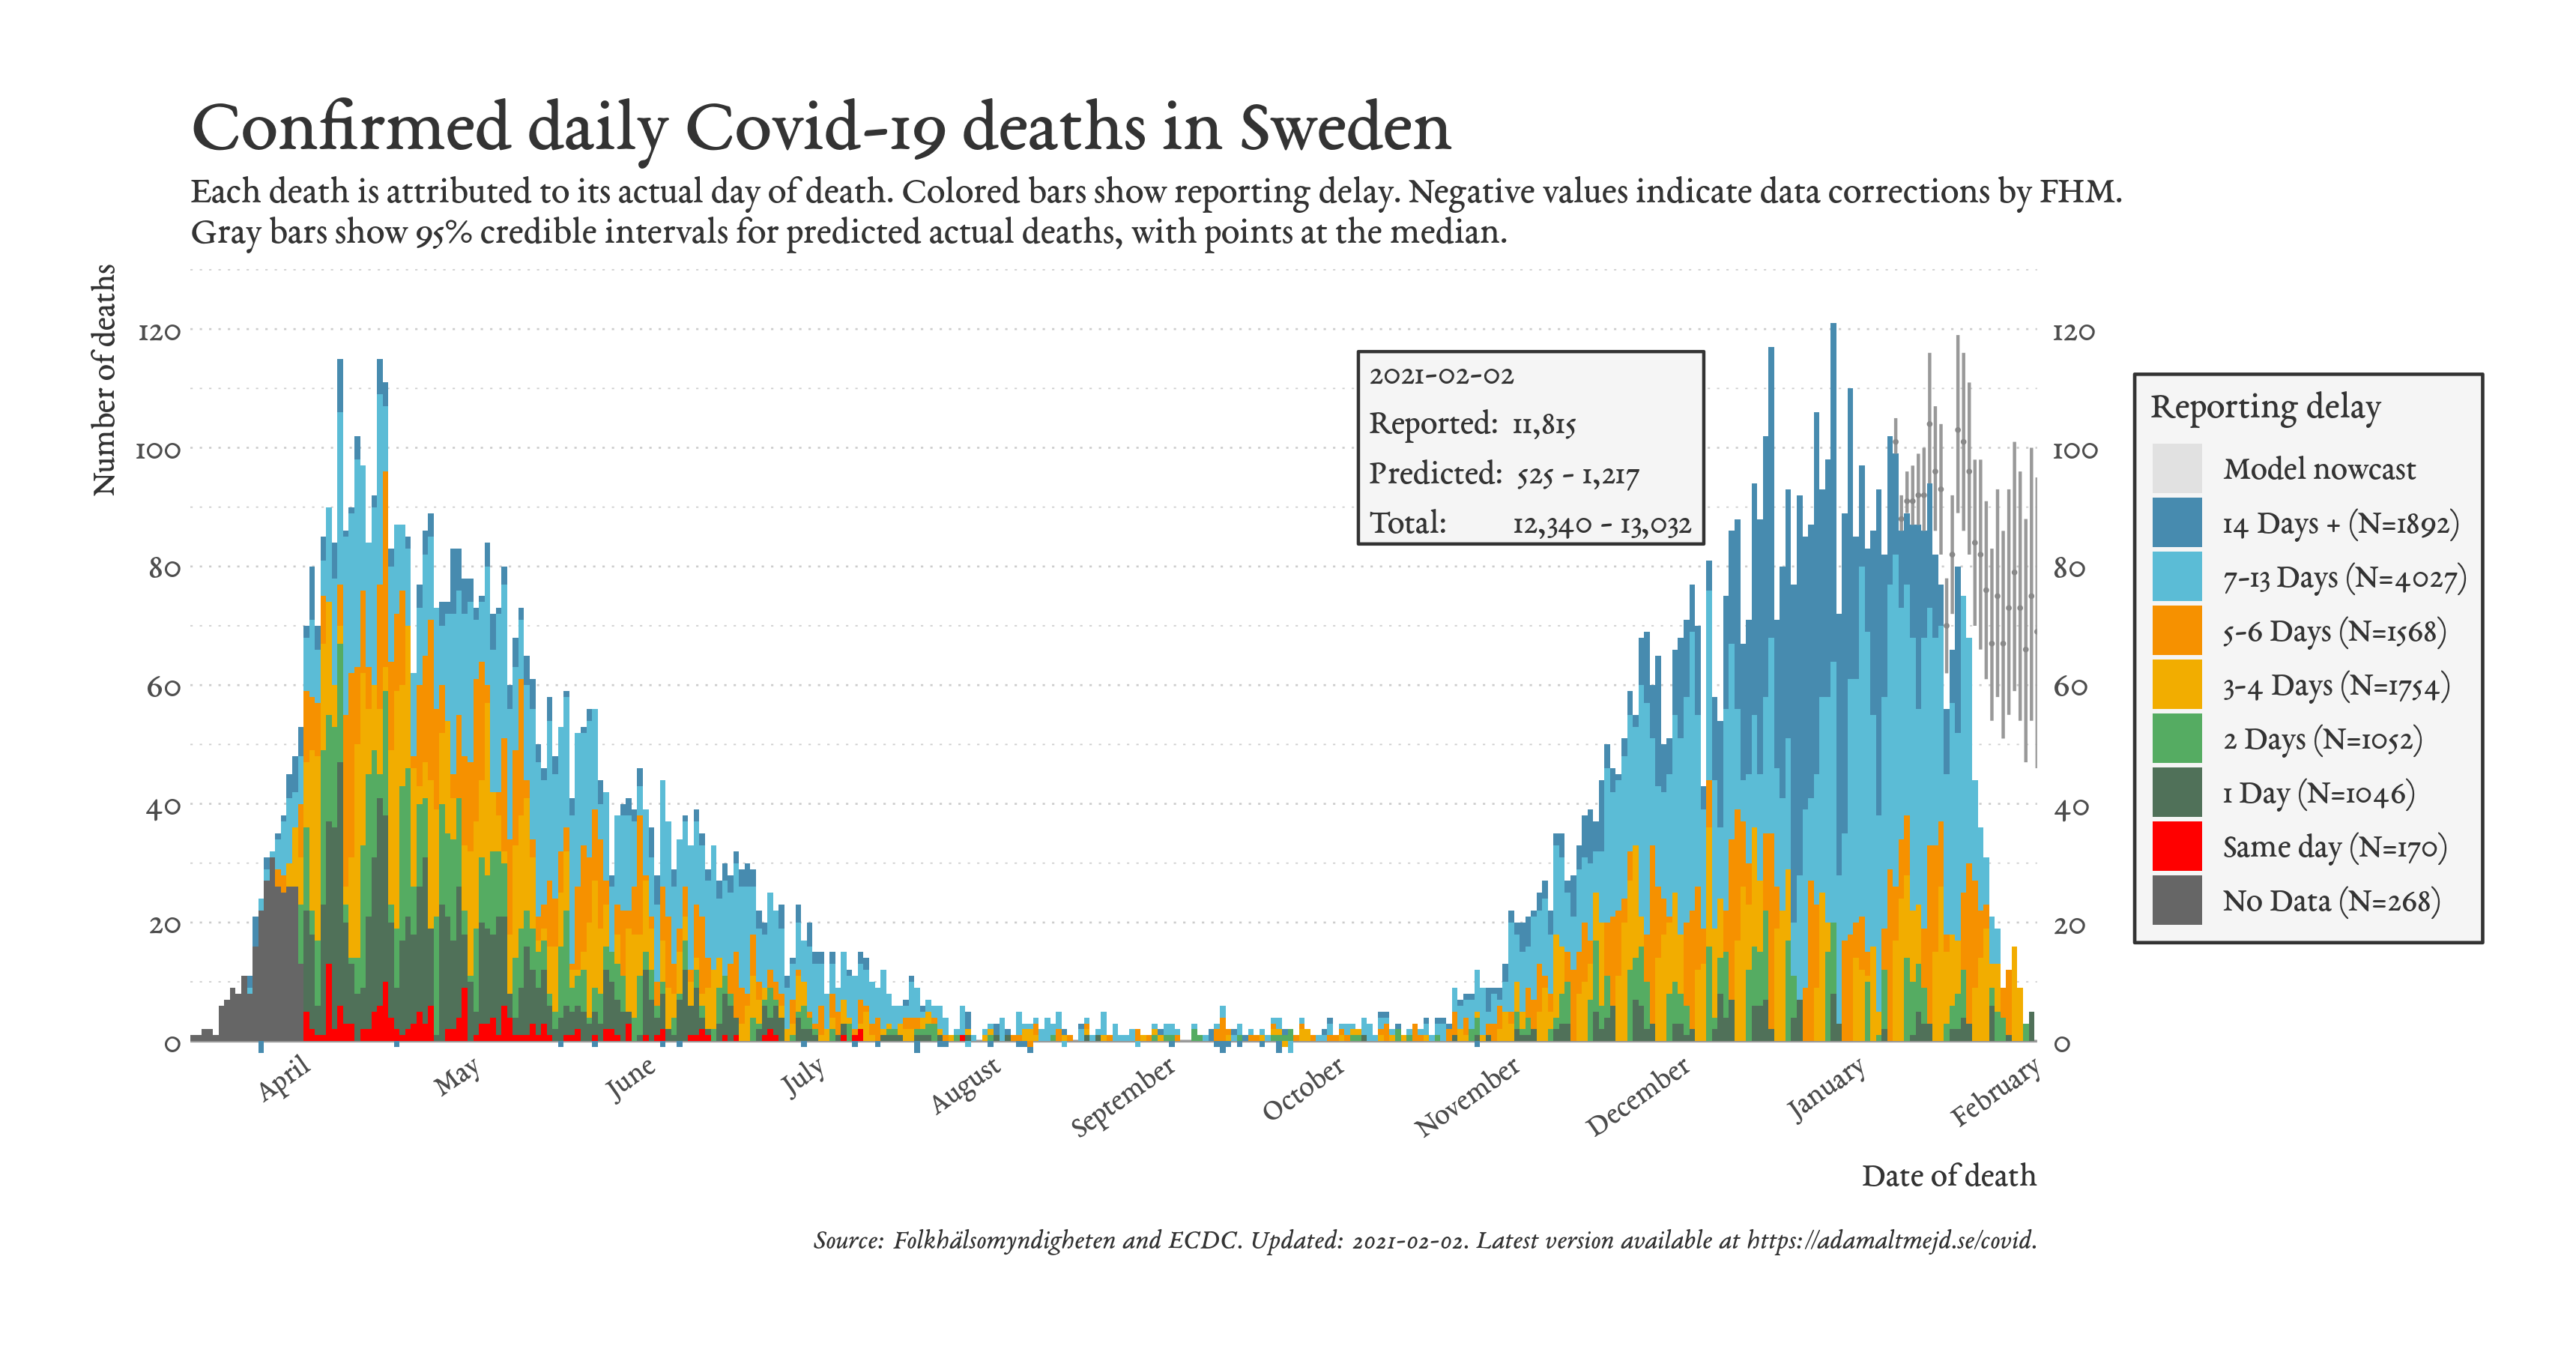 Confirmed daily Covid-19 deaths in Sweden
Each death is attributed to its actual day of death. Colored bars show reporting delay. Negative values indicate data corrections by FHM.
Gray bars show 95% credible intervals for predicted actual deaths, with points at the median.
Number of deaths
120
100
80
60
40
20
0
2021-02-02
Reported: 11,815
Predicted: 525 - 1,217
Total: 12,340 - 13,032
120
100
80
60
40
20
0
Reporting delay
Model nowcast
14 Days + (N=1892)
7-13 Days (N=4027)
5-6 Days (N=1568)
3-4 Days (N=1754)
2 Days (N=1052)
1 Day (N=1046)
Same day (N=170)
No Data (N=268)
April
May
June
July
August
September
October
November
December
January
February
Date of death
Source: Folkhälsomyndigheten and ECDC. Updated: 2021-02-02. Latest version available at https://adamaltmejd.se/covid.